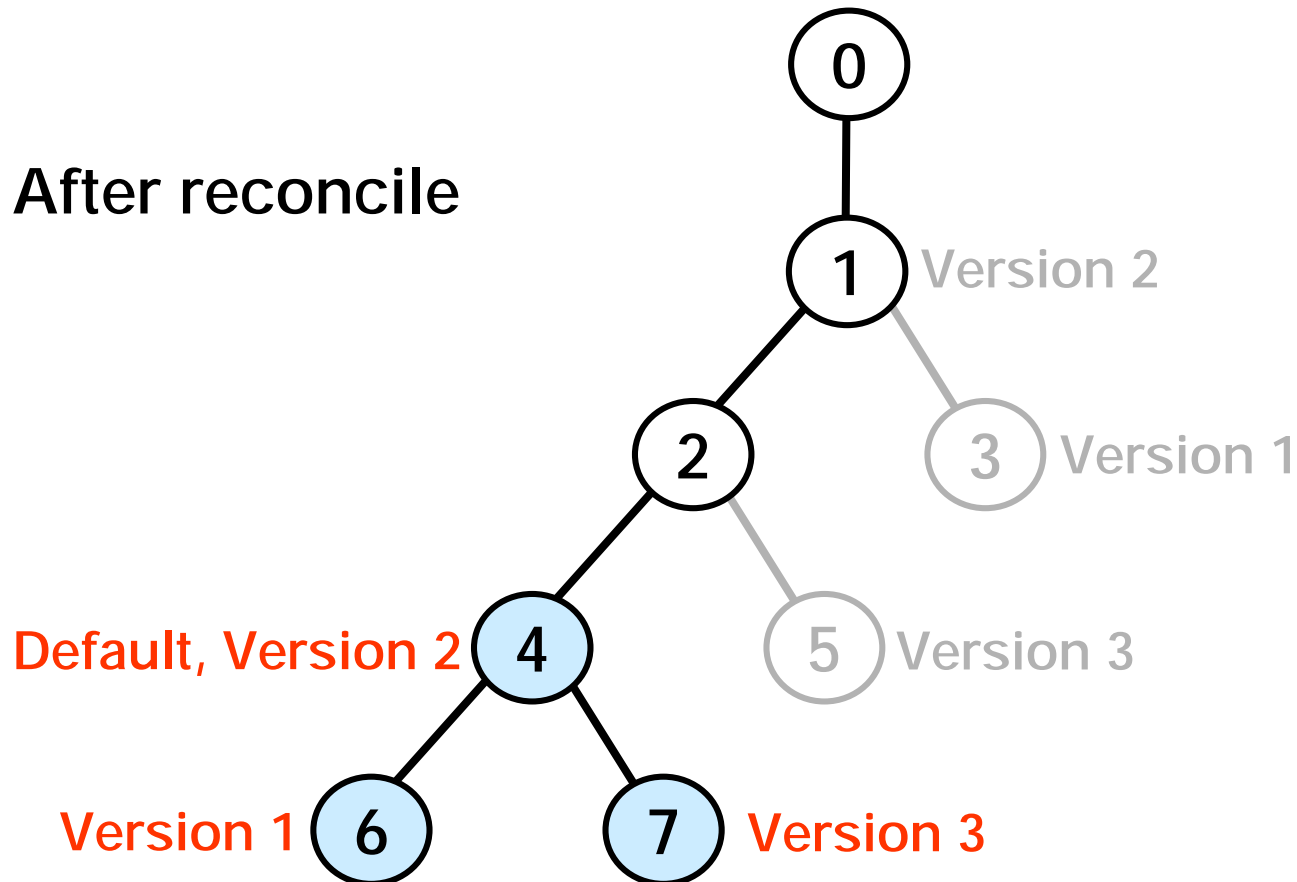 0
After reconcile
1 Version 2
2
3 Version 1
Default, Version 2 4
5 Version 3
Version 1 6
7 Version 3